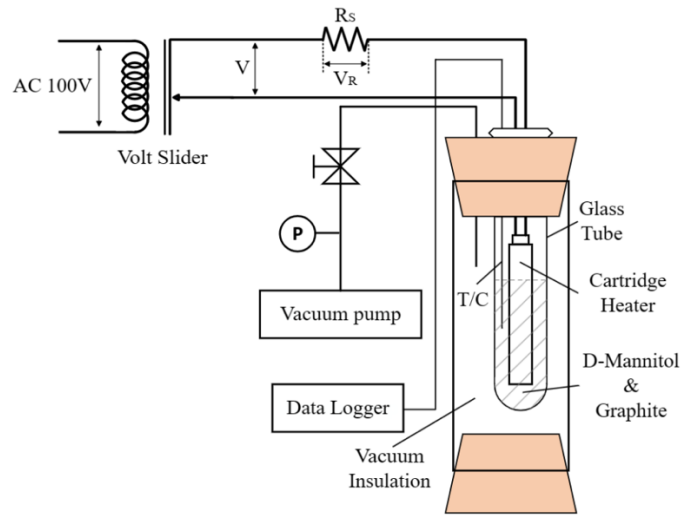 Rs
V
VR
AC 100V
Volt Slider
P
Glass
Tube
T/C
Cartridge
Heater
Vacuum pump
D-Mannitol
&
Graphite
Data Logger
Vacuum
Insulation